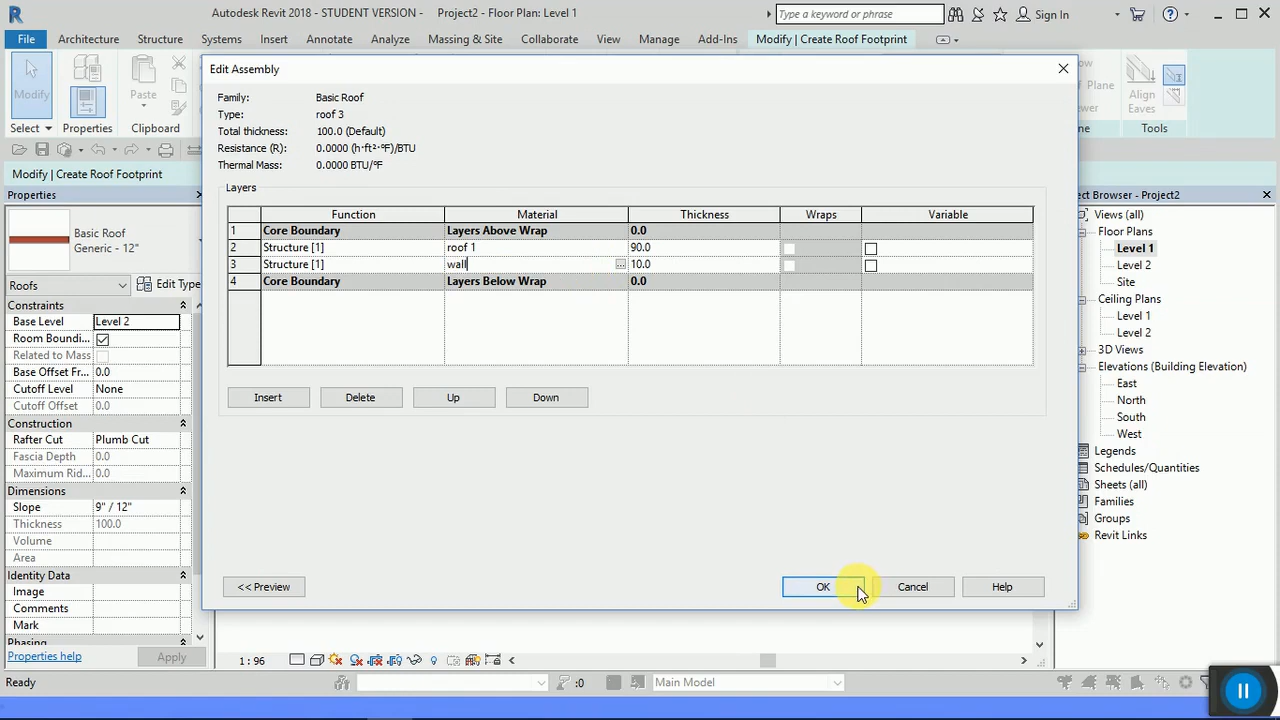 Autodesk Revit 2018 - STUDENT VERSION - Project2 - Floor Plan: Level 1
Type a keyword or phrase
Sign In
File Architecture Structure Systems Insert Annotate Analyze Massing & Site Collaborate View Manage Add-Ins Modify | Create Roof Footprint
Modify
Paste
Align
Eaves
Select Properties Clipboard Tools
Modify | Create Roof Footprint
Properties
Basic Roof
Generic - 12"
Roofs
Edit Type
Constraints
Base Level Level 2
Room Boundi...
Related to Mass
Base Offset Fr... 0.0
Cutoff Level None
Cutoff Offset 0.0
Construction
Rafter Cut Plumb Cut
Fascia Depth 0.0
Maximum Rid... 0.0
Dimensions
Slope 9" / 12"
Thickness 100.0
Volume
Area
Identity Data
Image
Comments
Mark
Phasing
Properties help
Apply
Edit Assembly
Family: Basic Roof
Type: roof 3
Total thickness: 100.0 (Default)
Resistance (R): 0.0000 (h·ft²·°F)/BTU
Thermal Mass: 0.0000 BTU/°F
Layers
Function Material Thickness Wraps Variable
1 Core Boundary Layers Above Wrap 0.0
2 Structure [1] roof 1 90.0
3 Structure [1] wall 10.0
4 Core Boundary Layers Below Wrap 0.0
Insert Delete Up Down
<< Preview OK Cancel Help
ect Browser - Project2
Views (all)
Floor Plans
Level 1
Level 2
Site
Ceiling Plans
Level 1
Level 2
3D Views
Elevations (Building Elevation)
East
North
South
West
Legends
Schedules/Quantities
Sheets (all)
Families
Groups
Revit Links
1 : 96
Ready
:0
Main Model